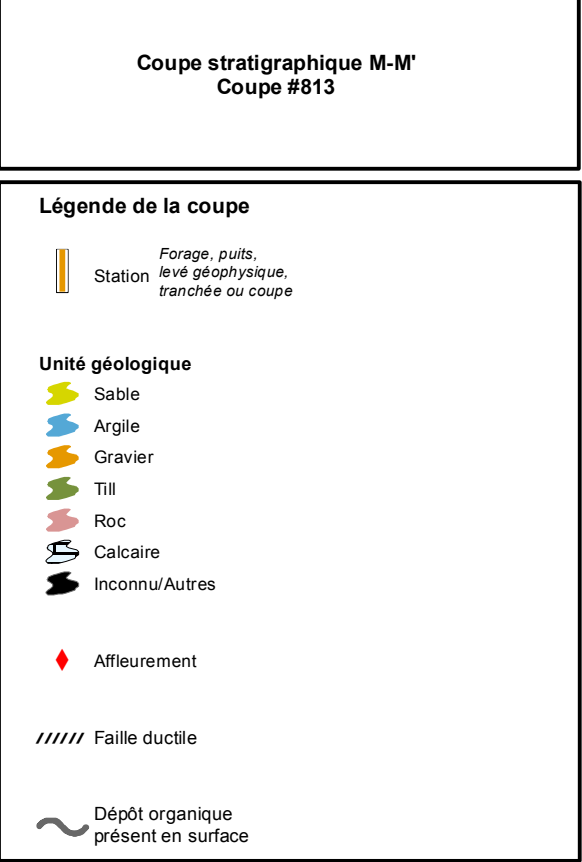 Coupe stratigraphique M-M'
Coupe #813
Légende de la coupe
Station
Forage, puits,
levé géophysique,
tranchée ou coupe
Unité géologique
Sable
Argile
Gravier
Till
Roc
Calcaire
Inconnu/Autres
Affleurement
Faille ductile
Dépôt organique
présent en surface